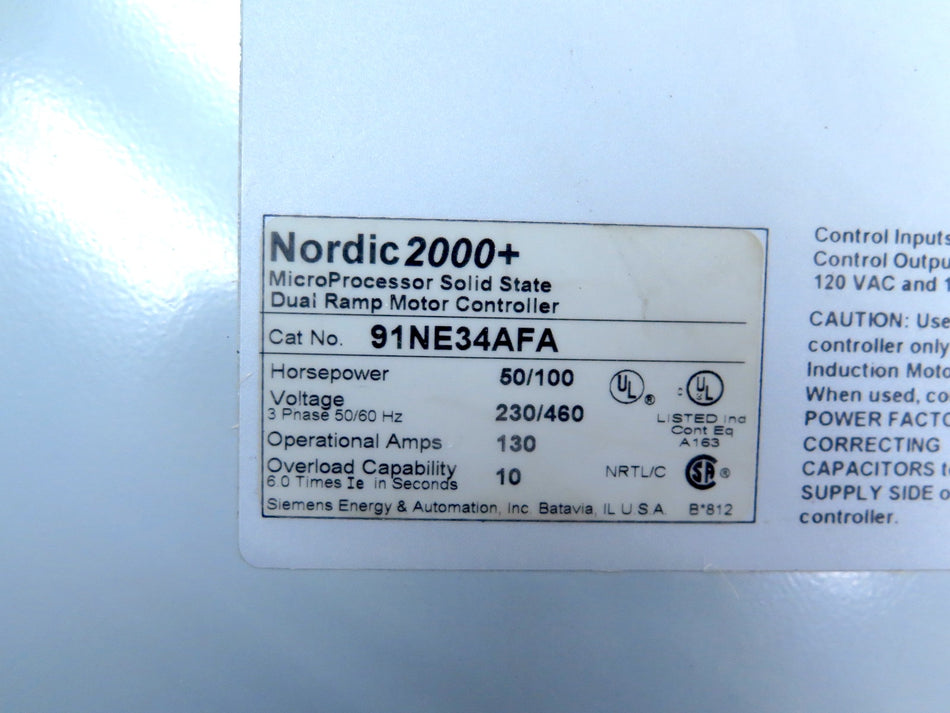 Nordic 2000+
MicroProcessor Solid State
Dual Ramp Motor Controller
Cat No. 91NE34AFA
Horsepower 50/100
Voltage
3 Phase 50/60 Hz 230/460
Operational Amps 130
Overload Capability
6.0 Times Ie in Seconds 10
UL ® UL
LISTED Ind
Cont Eq
A163
NRTL/C SA ®
Siemens Energy & Automation, Inc Batavia, IL U.S.A. B*812
Control Inputs
Control Outpu
120 VAC and 1
CAUTION: Use
controller only
Induction Moto
When used, co
POWER FACTO
CORRECTING
CAPACITORS t
SUPPLY SIDE o
controller.